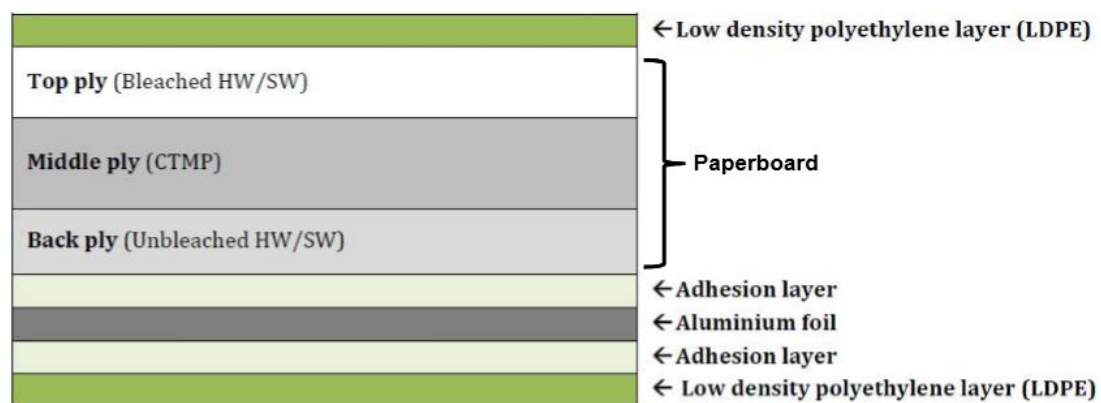 ←Low density polyethylene layer (LDPE)
Top ply (Bleached HW/SW)
Middle ply (CTMP)
Paperboard
Back ply (Unbleached HW/SW)
←Adhesion layer
←Aluminium foil
←Adhesion layer
← Low density polyethylene layer (LDPE)